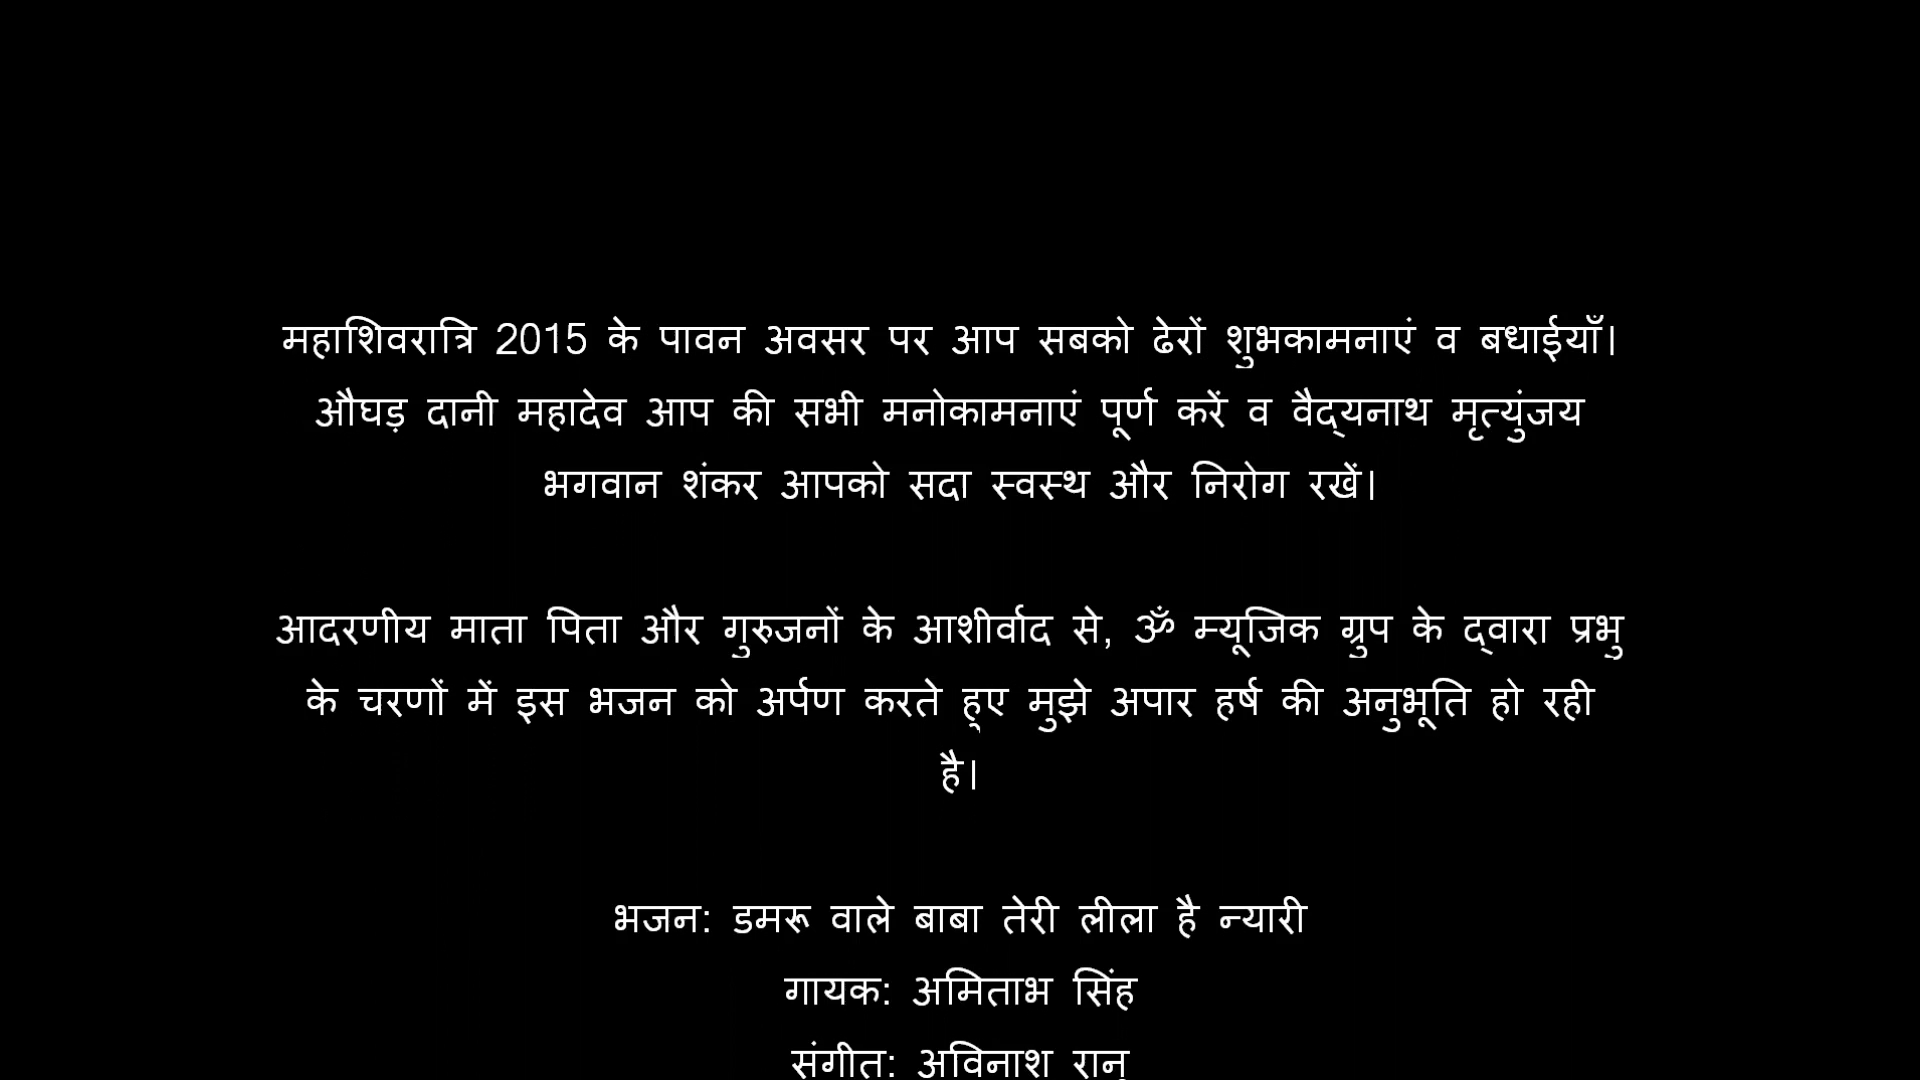 महाशिवरात्रि 2015 के पावन अवसर पर आप सबको ढेरों शुभकामनाएं व बधाईयाँ।
औघड़ दानी महादेव आप की सभी मनोकामनाएं पूर्ण करें व वैद्यनाथ मृत्युंजय
भगवान शंकर आपको सदा स्वस्थ और निरोग रखें।
आदरणीय माता पिता और गुरुजनों के आशीर्वाद से, ॐ म्यूजिक ग्रुप के द्वारा प्रभु
के चरणों में इस भजन को अर्पण करते हुए मुझे अपार हर्ष की अनुभूति हो रही
है।
भजन: डमरू वाले बाबा तेरी लीला है न्यारी
गायक: अमिताभ सिंह
संगीत: अविनाश